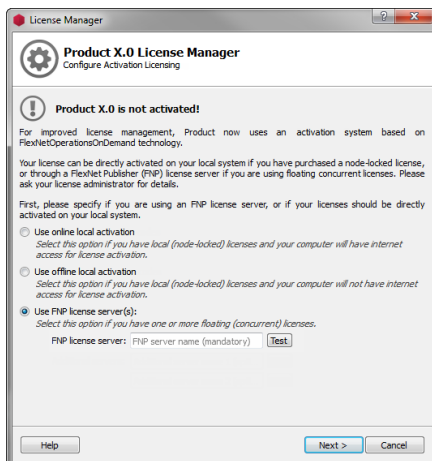 License Manager
Product X.0 License Manager
Configure Activation Licensing
Product X.0 is not activated!
For improved license management, Product now uses an activation system based on
FlexNetOperationsOnDemand technology.
Your license can be directly activated on your local system if you have purchased a node-locked license,
or through a FlexNet Publisher (FNP) license server if you are using floating concurrent licenses. Please
ask your license administrator for details.
First, please specify if you are using an FNP license server, or if your licenses should be directly
activated on your local system.
Use online local activation
Select this option if you have local (node-locked) licenses and your computer will have internet
access for license activation.
Use offline local activation
Select this option if you have local (node-locked) licenses and your computer will not have internet
access for license activation.
Use FNP license server(s):
Select this option if you have one or more floating (concurrent) licenses.
FNP license server: FNP server name (mandatory) Test
Help Next > Cancel